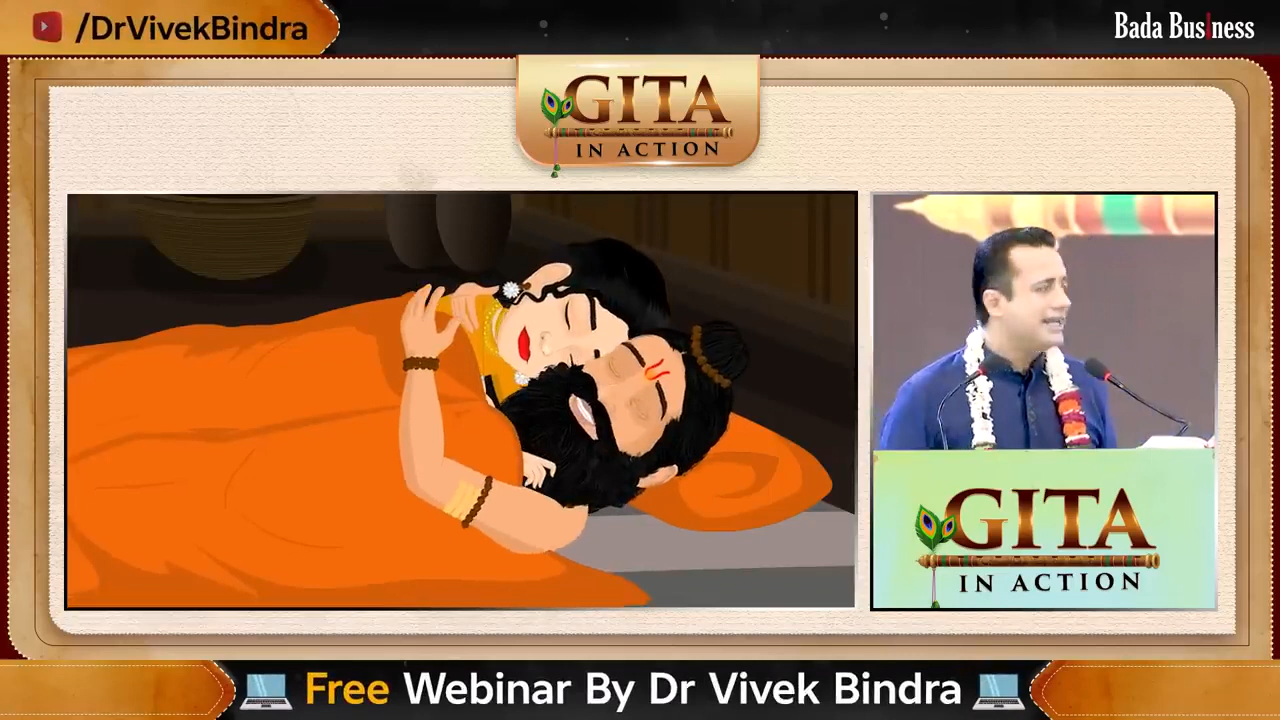 /DrVivekBindra
Bada Business
GITA
IN ACTION
GITA
IN ACTION
Free Webinar By Dr Vivek Bindra